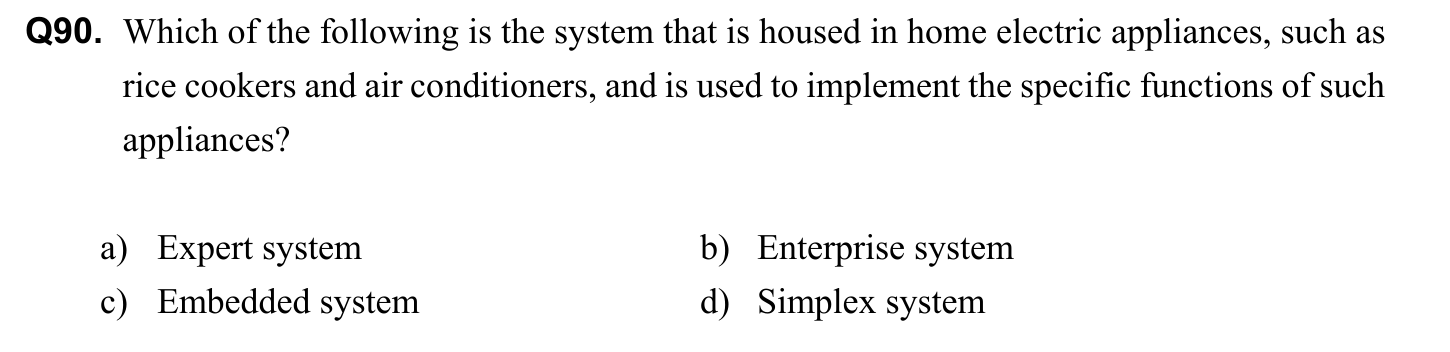 Q90. Which of the following is the system that is housed in home electric appliances, such as
rice cookers and air conditioners, and is used to implement the specific functions of such
appliances?
a) Expert system b) Enterprise system
c) Embedded system d) Simplex system